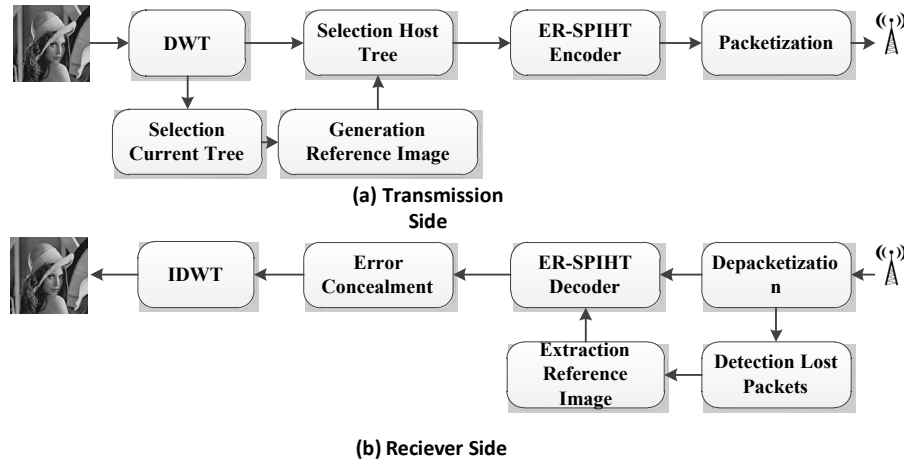 DWT
Selection Host
Tree
ER-SPIHT
Encoder
Packetization
Selection
Current Tree
Generation
Reference Image
(a) Transmission
Side
IDWT
Error
Concealment
ER-SPIHT
Decoder
Depacketizatio
n
Extraction
Reference
Image
Detection Lost
Packets
(b) Reciever Side